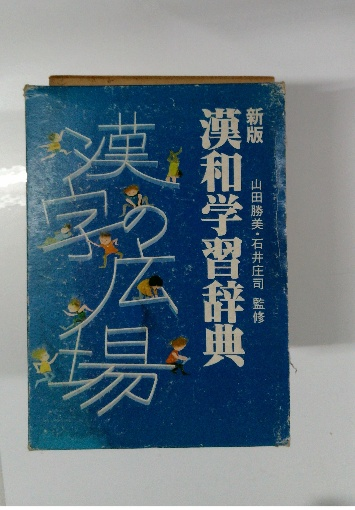 新版
漢和学習辞典
山田勝美・石井庄司 監修
漢字の広場